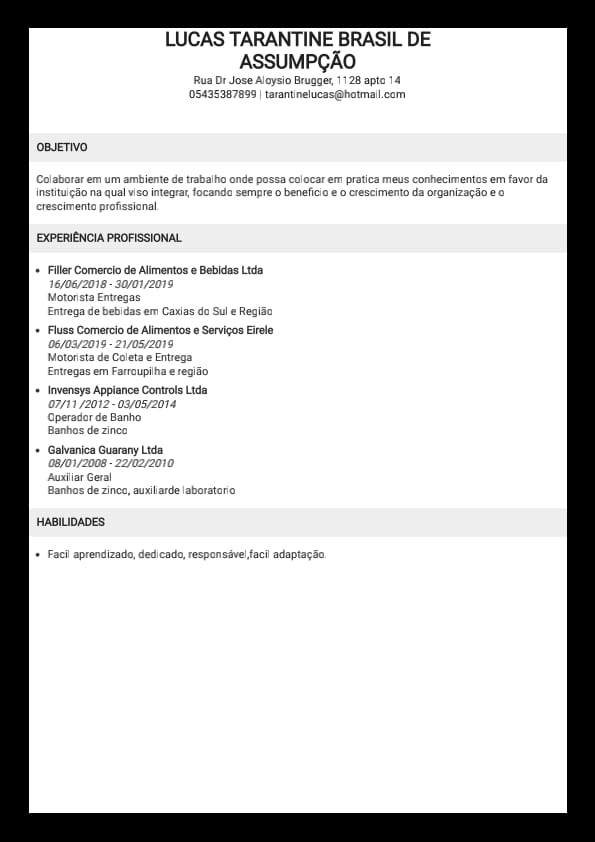 LUCAS TARANTINE BRASIL DE
ASSUMPÇÃO
Rua Dr Jose Aloysio Brugger, 1128 apto 14
05435387899 | tarantinelucas@hotmail.com
OBJETIVO
Colaborar em um ambiente de trabalho onde possa colocar em pratica meus conhecimentos em favor da
instituição na qual viso integrar, focando sempre o beneficio e o crescimento da organização e o
crescimento profissional.
EXPERIÊNCIA PROFISSIONAL
• Filler Comercio de Alimentos e Bebidas Ltda
16/06/2018 - 30/01/2019
Motorista Entregas
Entrega de bebidas em Caxias do Sul e Região
• Fluss Comercio de Alimentos e Serviços Eirele
06/03/2019 - 21/05/2019
Motorista de Coleta e Entrega
Entregas em Farroupilha e região
• Invensys Appiance Controls Ltda
07/11 /2012 - 03/05/2014
Operador de Banho
Banhos de zinco
• Galvanica Guarany Ltda
08/01/2008 - 22/02/2010
Auxiliar Geral
Banhos de zinco, auxiliarde laboratorio
HABILIDADES
• Facil aprendizado, dedicado, responsável,facil adaptação.